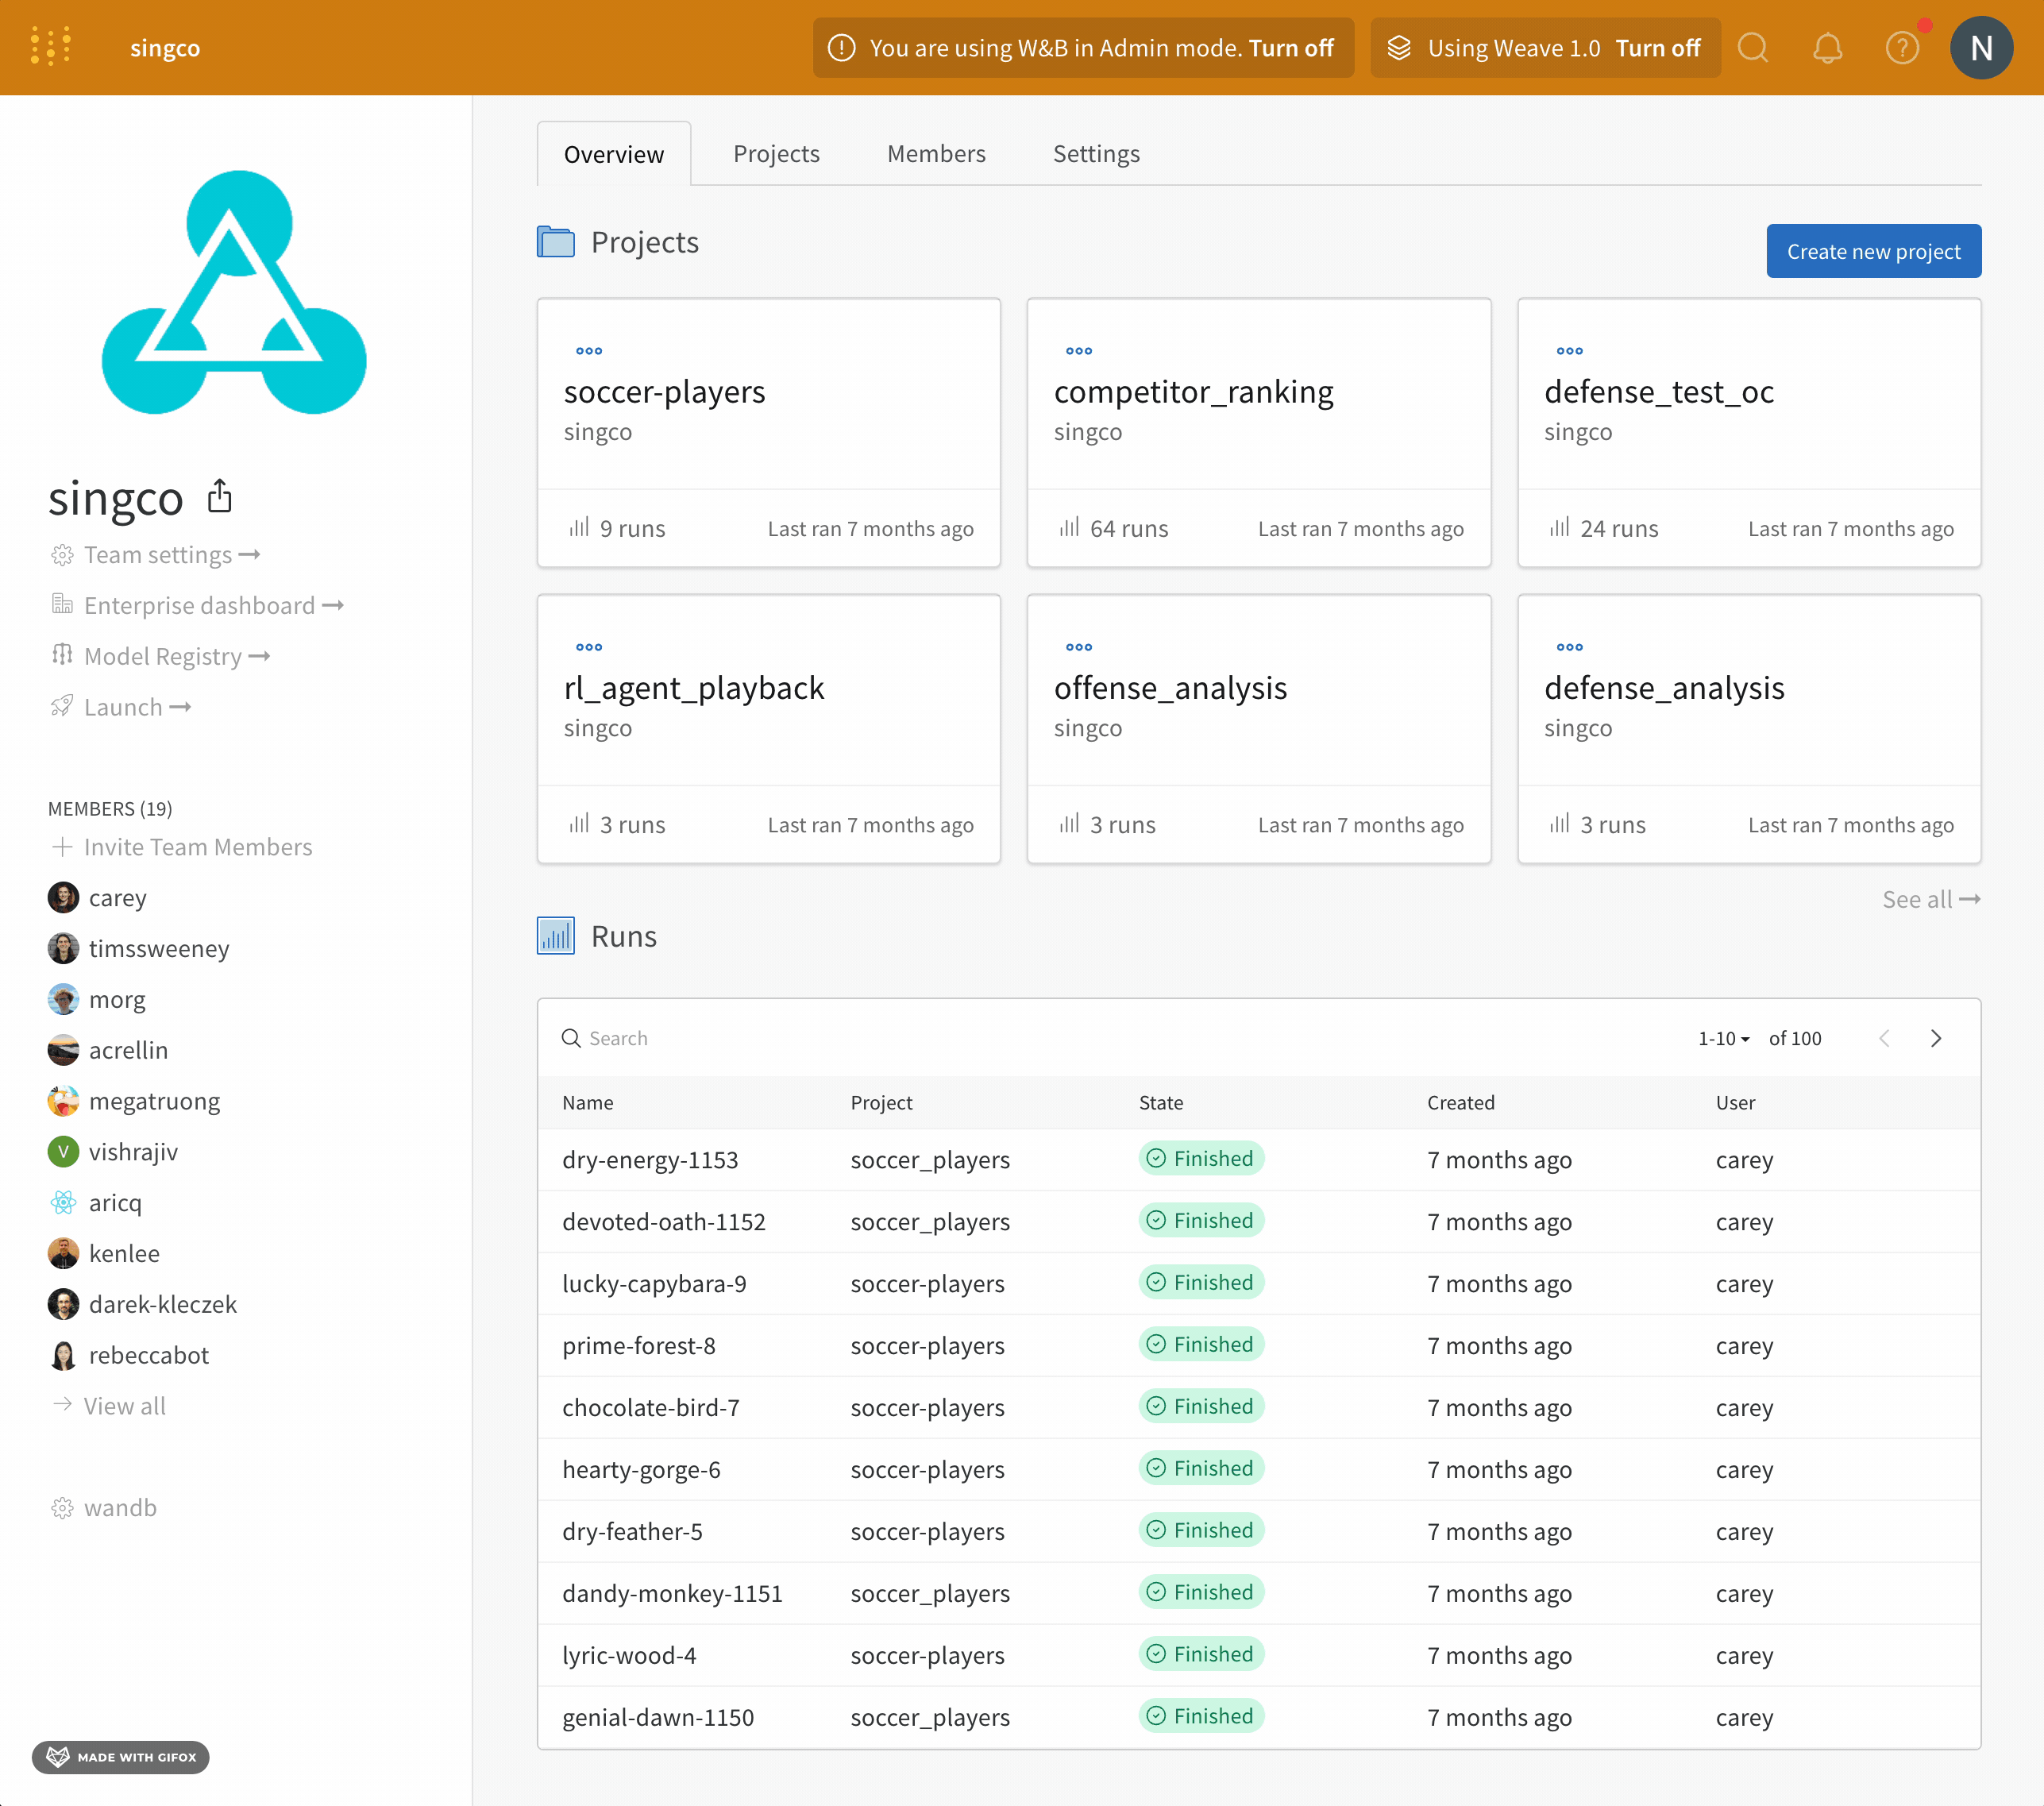 singco
You are using W&B in Admin mode. Turn off
Using Weave 1.0 Turn off
N
singco
Team settings
Enterprise dashboard
Model Registry
Launch
MEMBERS (19)
Invite Team Members
carey
timssweeney
morg
acrellin
megatruong
V vishrajiv
aricq
kenlee
darek-kleczek
rebeccabot
View all
wandb
MADE WITH GIFOX
Overview Projects Members Settings
Projects
Create new project
soccer-players
singco
9 runs Last ran 7 months ago
competitor_ranking
singco
64 runs Last ran 7 months ago
defense_test_oc
singco
24 runs Last ran 7 months ago
rl_agent_playback
singco
3 runs Last ran 7 months ago
offense_analysis
singco
3 runs Last ran 7 months ago
defense_analysis
singco
3 runs Last ran 7 months ago
See all
Runs
Search 1-10 of 100
Name Project State Created User
dry-energy-1153 soccer_players Finished 7 months ago carey
devoted-oath-1152 soccer_players Finished 7 months ago carey
lucky-capybara-9 soccer-players Finished 7 months ago carey
prime-forest-8 soccer-players Finished 7 months ago carey
chocolate-bird-7 soccer-players Finished 7 months ago carey
hearty-gorge-6 soccer-players Finished 7 months ago carey
dry-feather-5 soccer-players Finished 7 months ago carey
dandy-monkey-1151 soccer_players Finished 7 months ago carey
lyric-wood-4 soccer-players Finished 7 months ago carey
genial-dawn-1150 soccer_players Finished 7 months ago carey